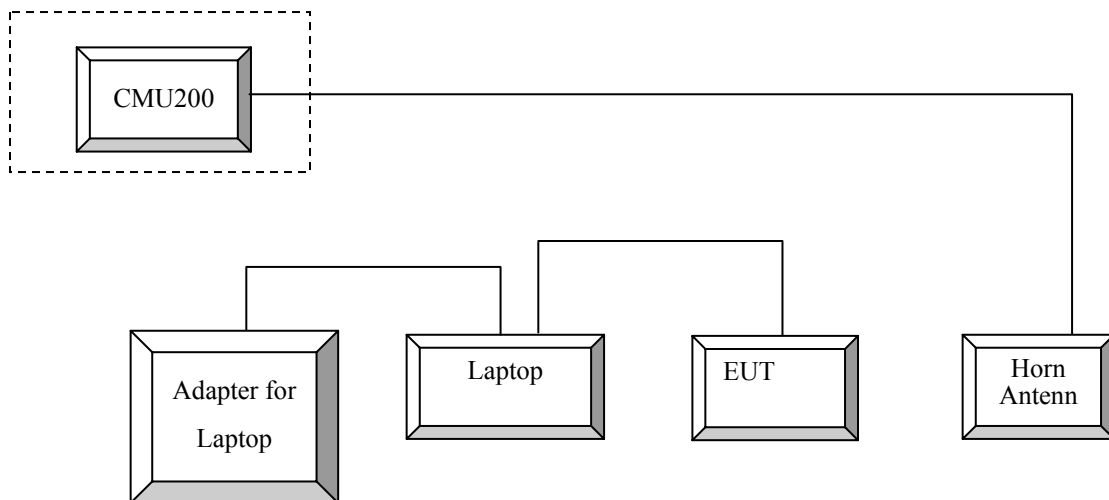 CMU200
Adapter for
Laptop
Laptop
EUT
Horn
Antenn